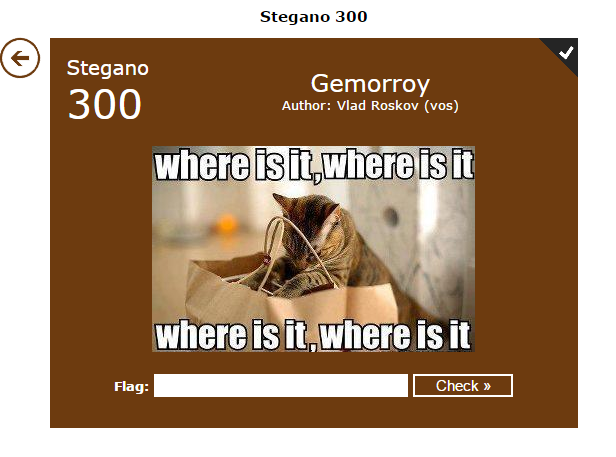 Stegano 300
Stegano
300
Gemorroy
Author: Vlad Roskov (vos)
where is it,where is it
where is it,where is it
Flag:
Check »